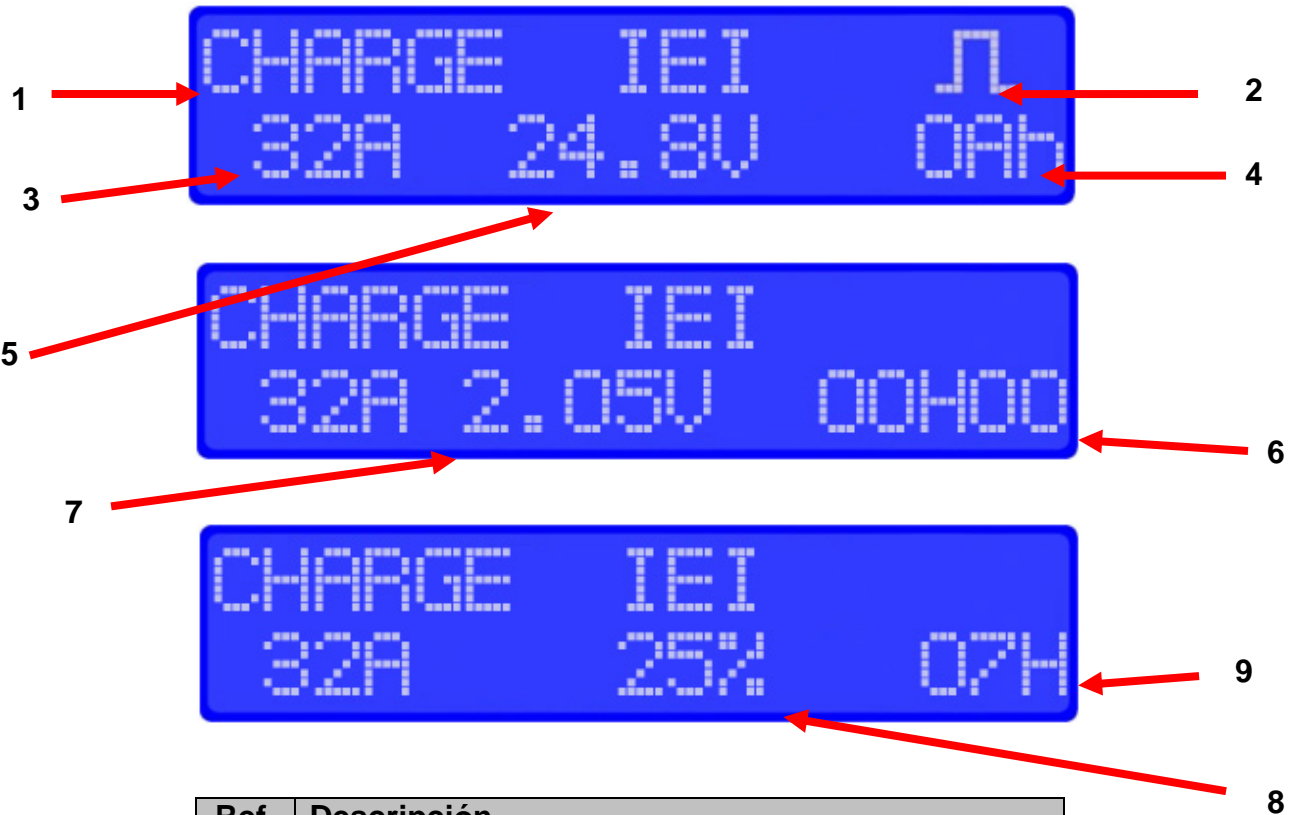 CHARGE IEI
1
2
32A 24.8V 0Ah
3
4
CHARGE IEI
5
32A 2.05V 00H00
6
7
CHARGE IEI
32A 25% 07H
9
8
Ref Descripción